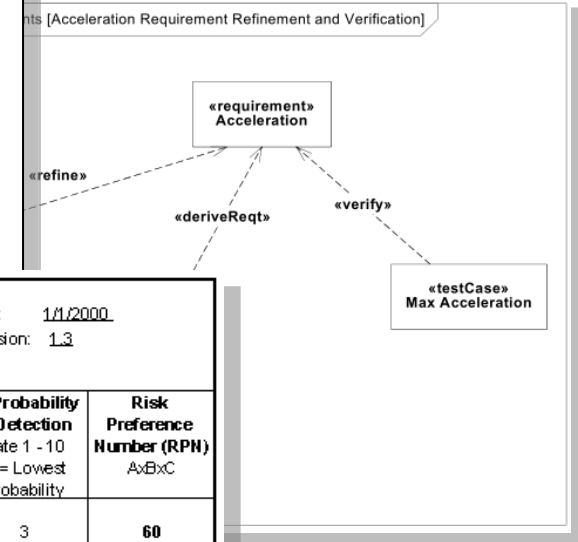 nts [Acceleration Requirement Refinement and Verification]
«requirement»
Acceleration
«refine»
«deriveReqt»
«verify»
«testCase»
Max Acceleration
: 1/1/2000
sion: 1.3
Probability
Detection
ate 1 - 10
= Lowest
obability
Risk
Preference
Number (RPN)
AxBxC
3
60